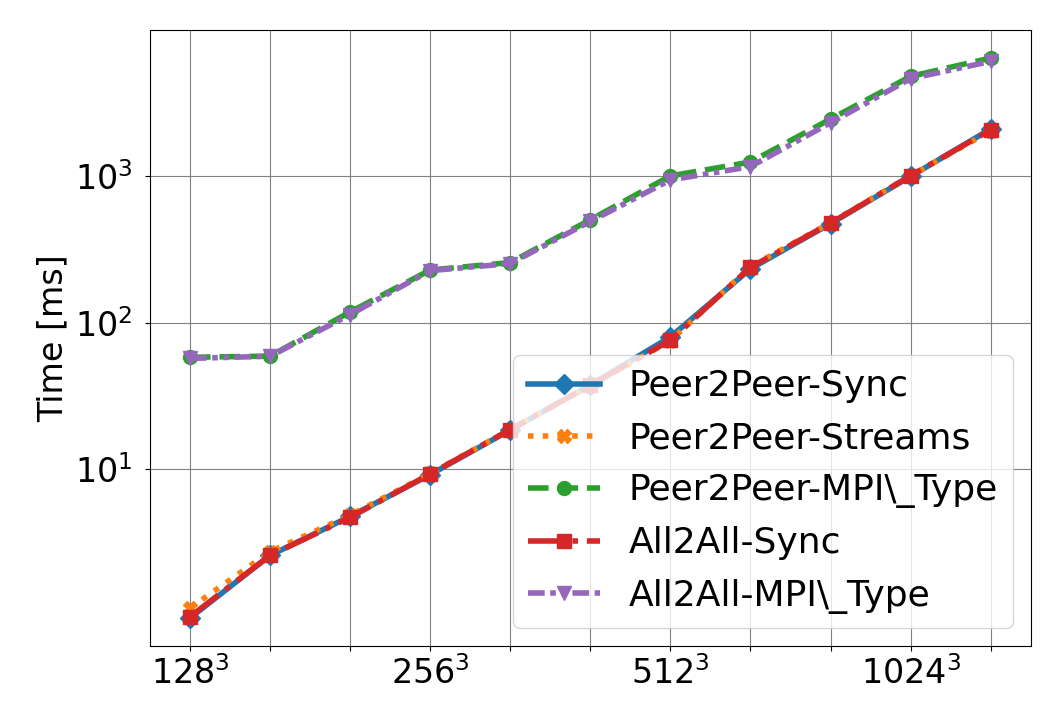 Time [ms]
10³
10²
10¹
128³ 256³ 512³ 1024³
Peer2Peer-Sync
Peer2Peer-Streams
Peer2Peer-MPI\_Type
All2All-Sync
All2All-MPI\_Type